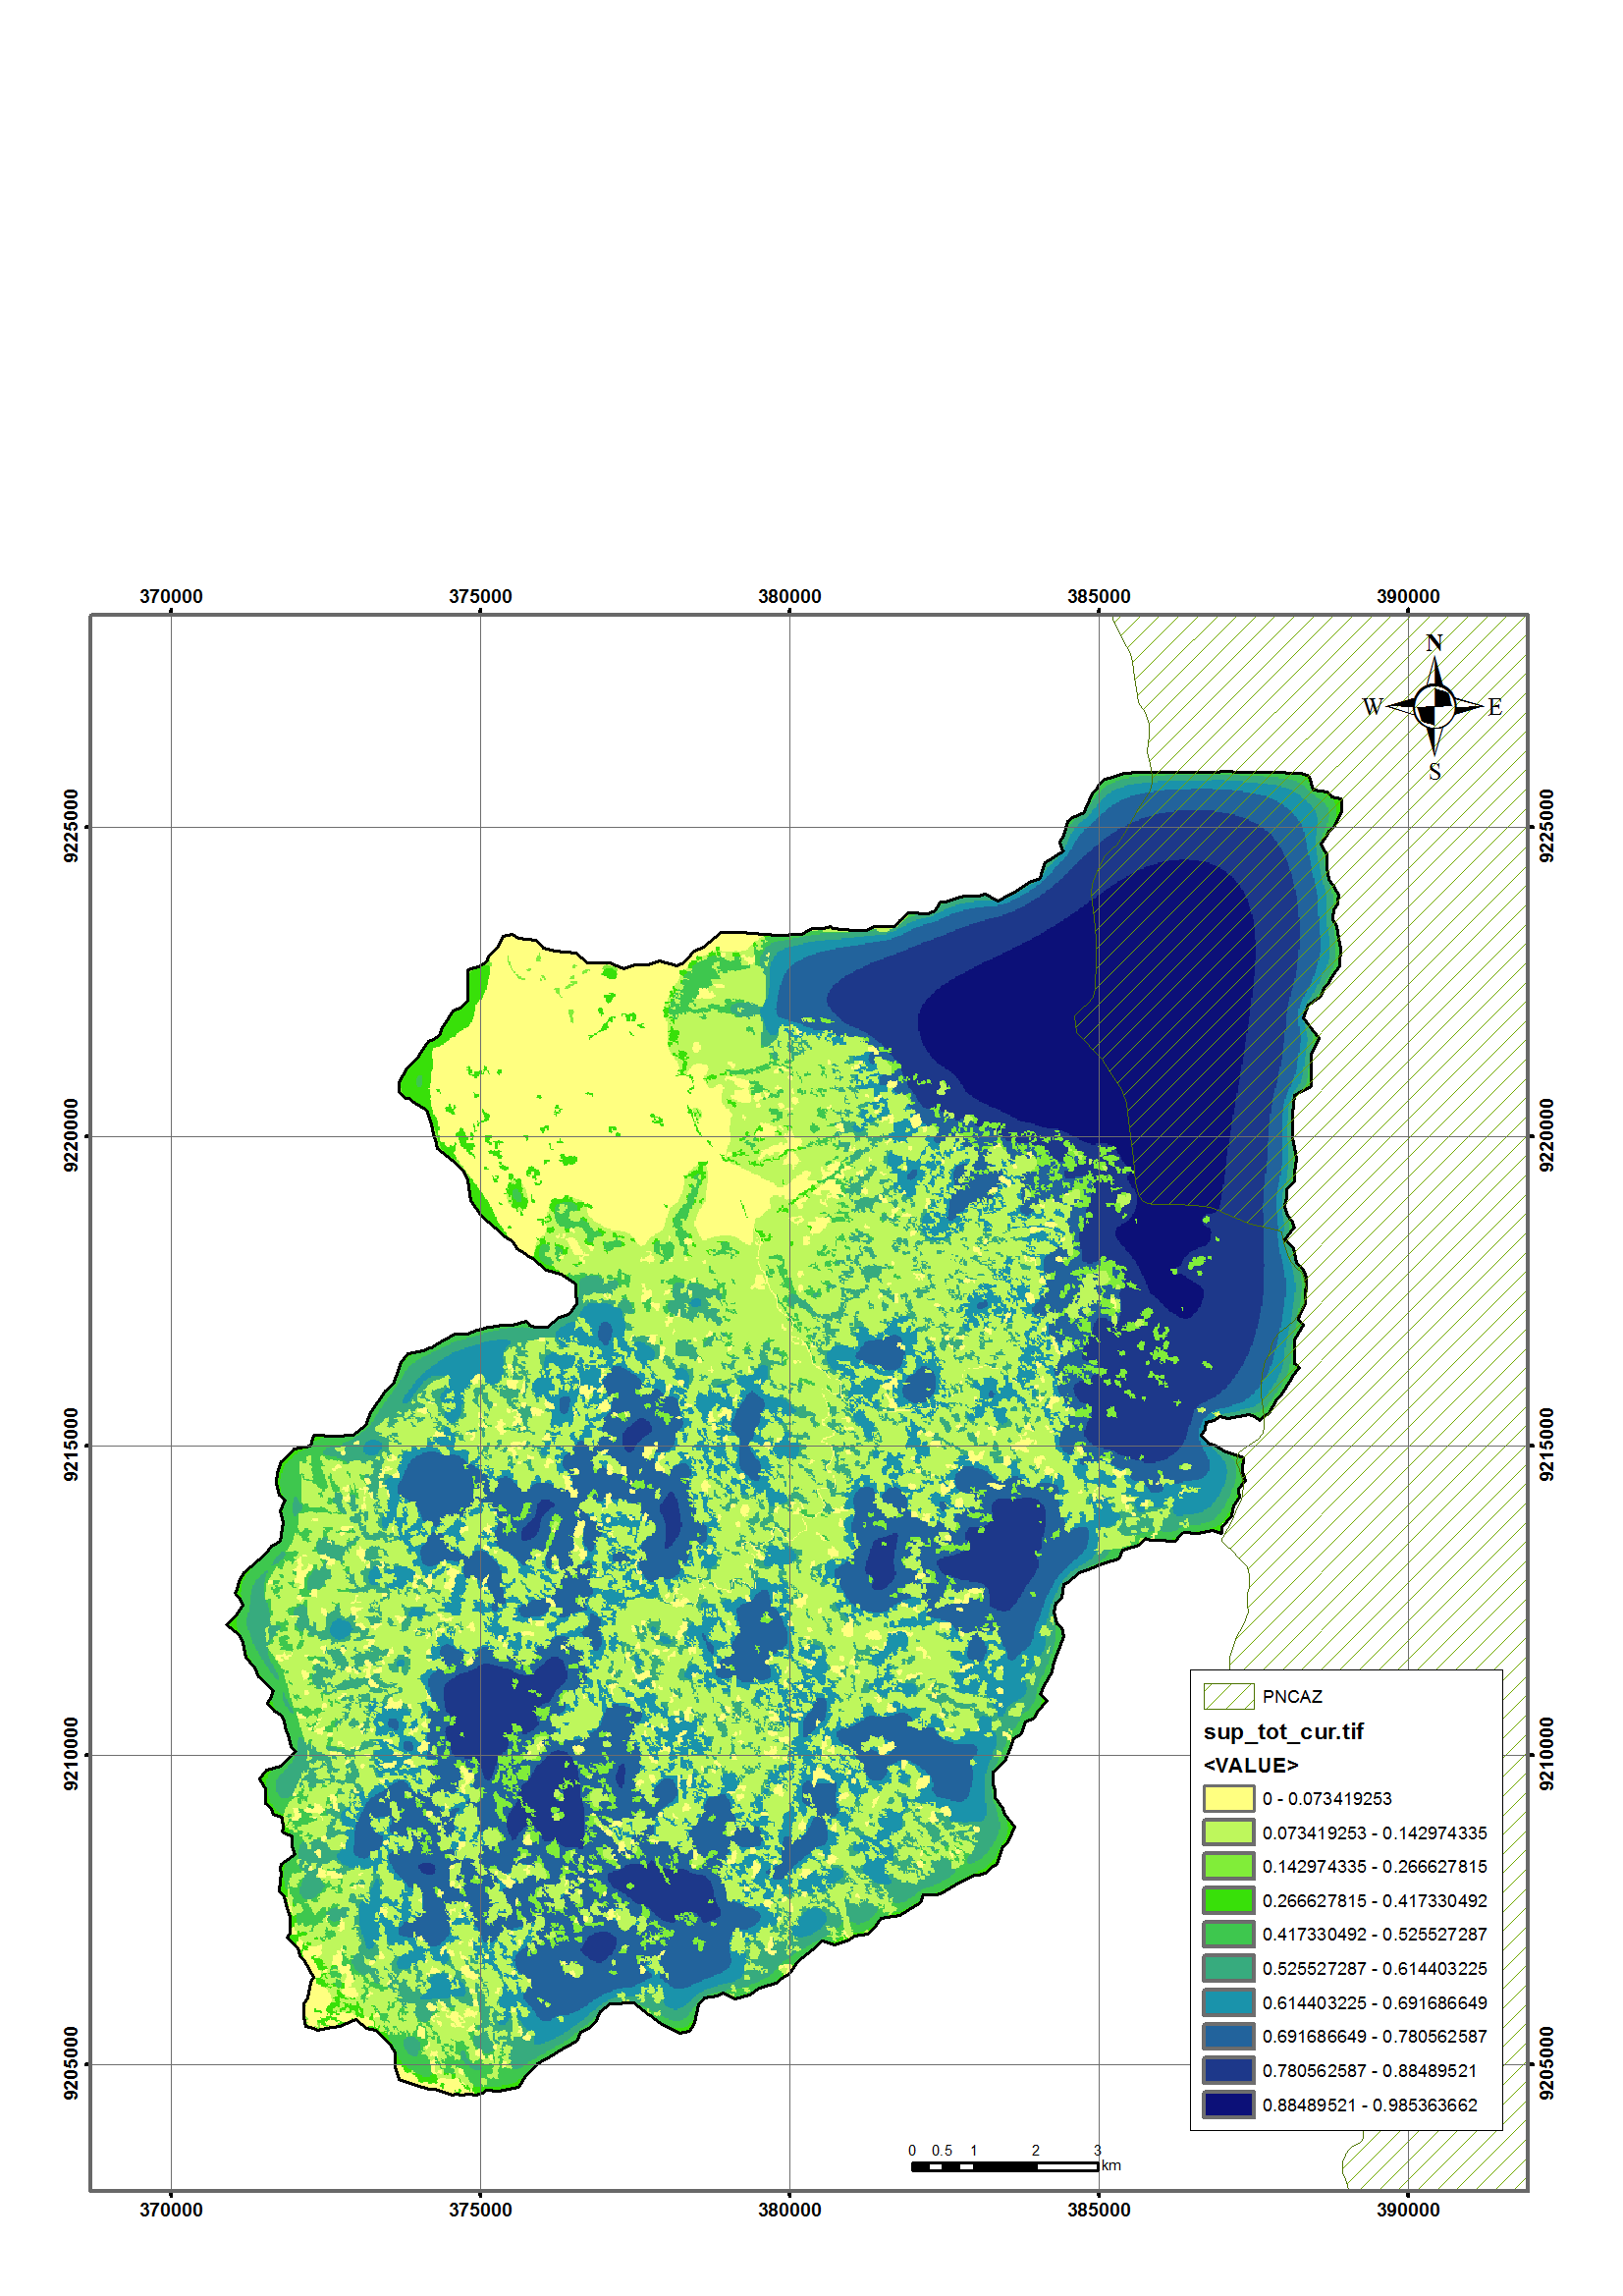 370000 375000 380000 385000 390000
N
W E
S
9225000 9225000
9220000 9220000
9215000 9215000
9210000 9210000
9205000 9205000
PNCAZ
sup_tot_cur.tif
<VALUE>
0 - 0.073419253
0.073419253 - 0.142974335
0.142974335 - 0.266627815
0.266627815 - 0.417330492
0.417330492 - 0.525527287
0.525527287 - 0.614403225
0.614403225 - 0.691686649
0.691686649 - 0.780562587
0.780562587 - 0.88489521
0.88489521 - 0.985363662
0 0.5 1 2 3
km
370000 375000 380000 385000 390000